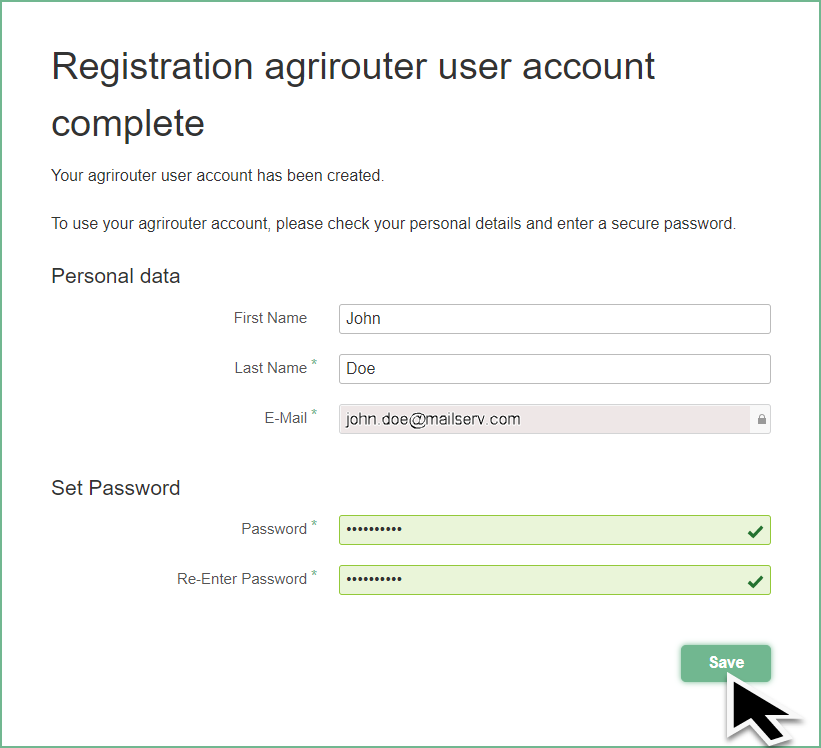 Registration agrirouter user account
complete
Your agrirouter user account has been created.
To use your agrirouter account, please check your personal details and enter a secure password.
Personal data
First Name John
Last Name * Doe
E-Mail * john.doe@mailserv.com
Set Password
Password * ••••••••••
Re-Enter Password * ••••••••••
Save